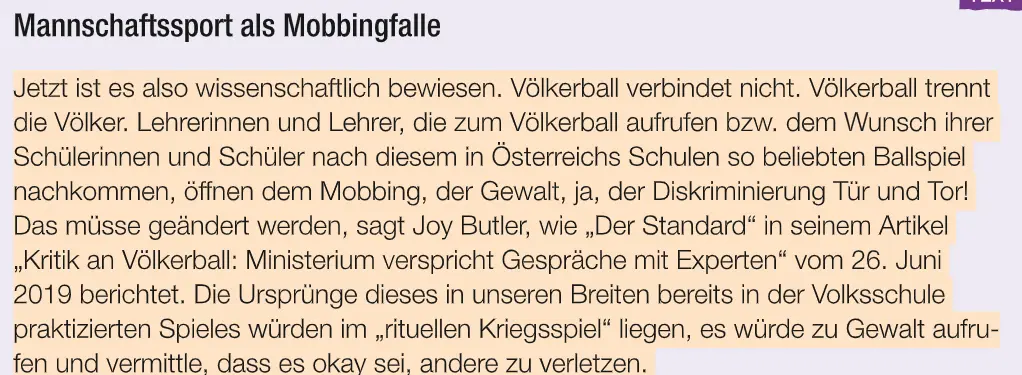 Mannschaftssport als Mobbingfalle
Jetzt ist es also wissenschaftlich bewiesen. Völkerball verbindet nicht. Völkerball trennt
die Völker. Lehrerinnen und Lehrer, die zum Völkerball aufrufen bzw. dem Wunsch ihrer
Schülerinnen und Schüler nach diesem in Österreichs Schulen so beliebten Ballspiel
nachkommen, öffnen dem Mobbing, der Gewalt, ja, der Diskriminierung Tür und Tor!
Das müsse geändert werden, sagt Joy Butler, wie „Der Standard“ in seinem Artikel
„Kritik an Völkerball: Ministerium verspricht Gespräche mit Experten“ vom 26. Juni
2019 berichtet. Die Ursprünge dieses in unseren Breiten bereits in der Volksschule
praktizierten Spieles würden im „rituellen Kriegsspiel“ liegen, es würde zu Gewalt aufru-
fen und vermittle, dass es okay sei, andere zu verletzen.